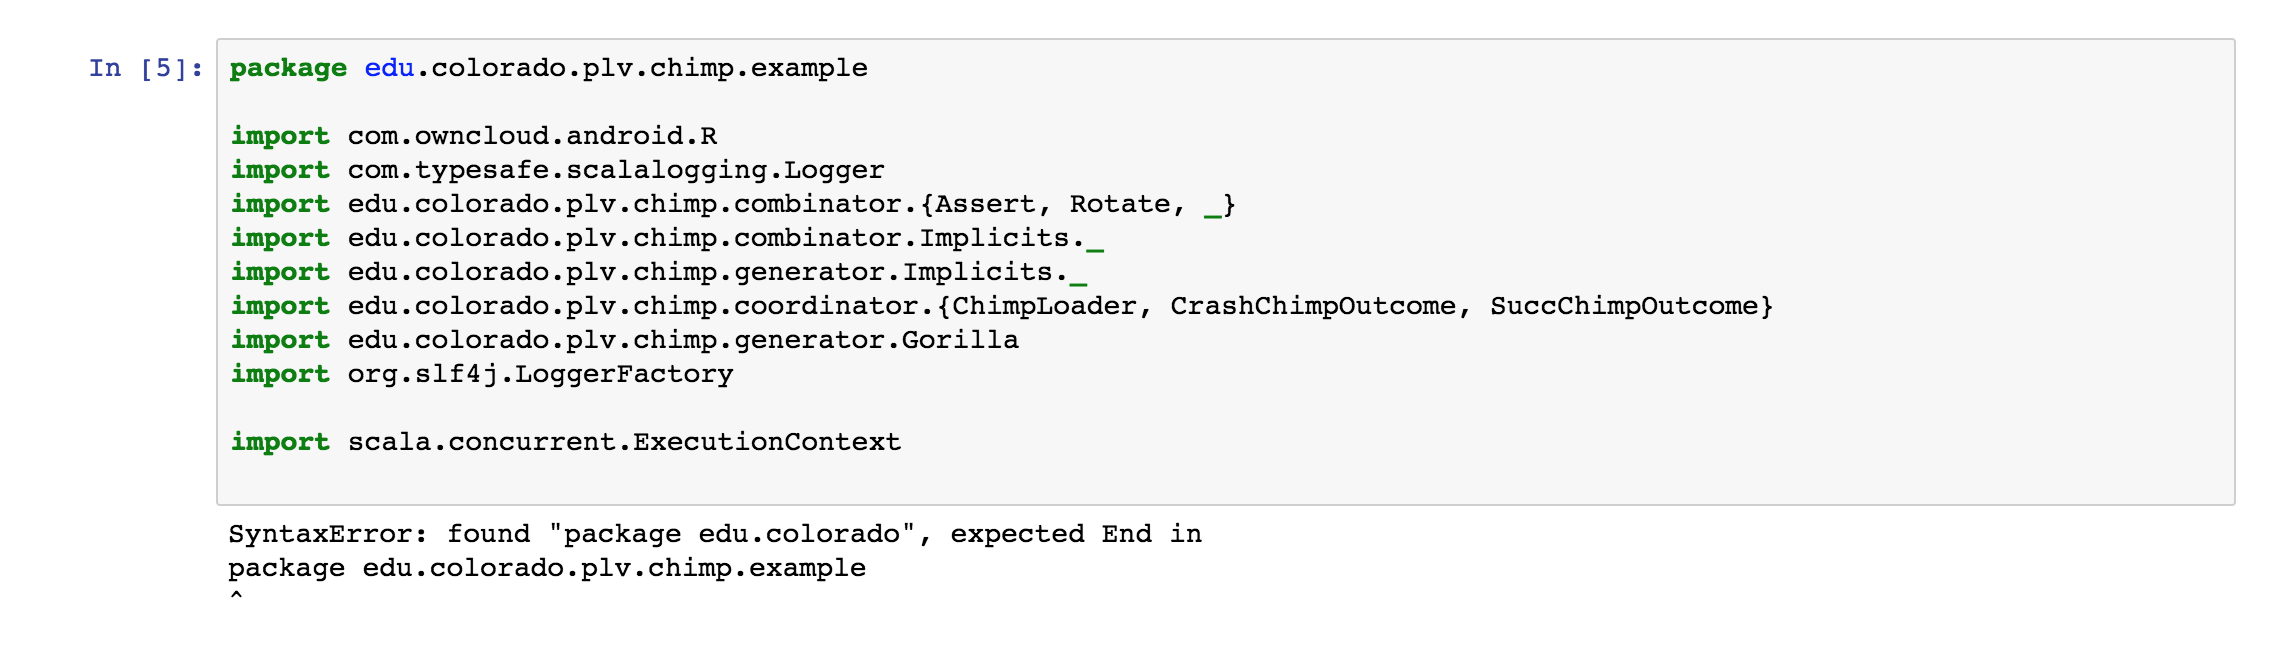 In [5]: package edu.colorado.plv.chimp.example
import com.owncloud.android.R
import com.typesafe.scalalogging.Logger
import edu.colorado.plv.chimp.combinator.{Assert, Rotate, _}
import edu.colorado.plv.chimp.combinator.Implicits._
import edu.colorado.plv.chimp.generator.Implicits._
import edu.colorado.plv.chimp.coordinator.{ChimpLoader, CrashChimpOutcome, SuccChimpOutcome}
import edu.colorado.plv.chimp.generator.Gorilla
import org.slf4j.LoggerFactory
import scala.concurrent.ExecutionContext
SyntaxError: found "package edu.colorado", expected End in
package edu.colorado.plv.chimp.example
^